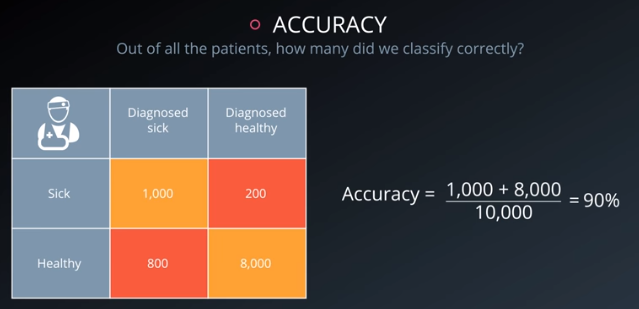 ACCURACY
Out of all the patients, how many did we classify correctly?
Diagnosed sick
Diagnosed healthy
Sick
1,000
200
Healthy
800
8,000
Accuracy = 1,000 + 8,000
10,000
= 90%